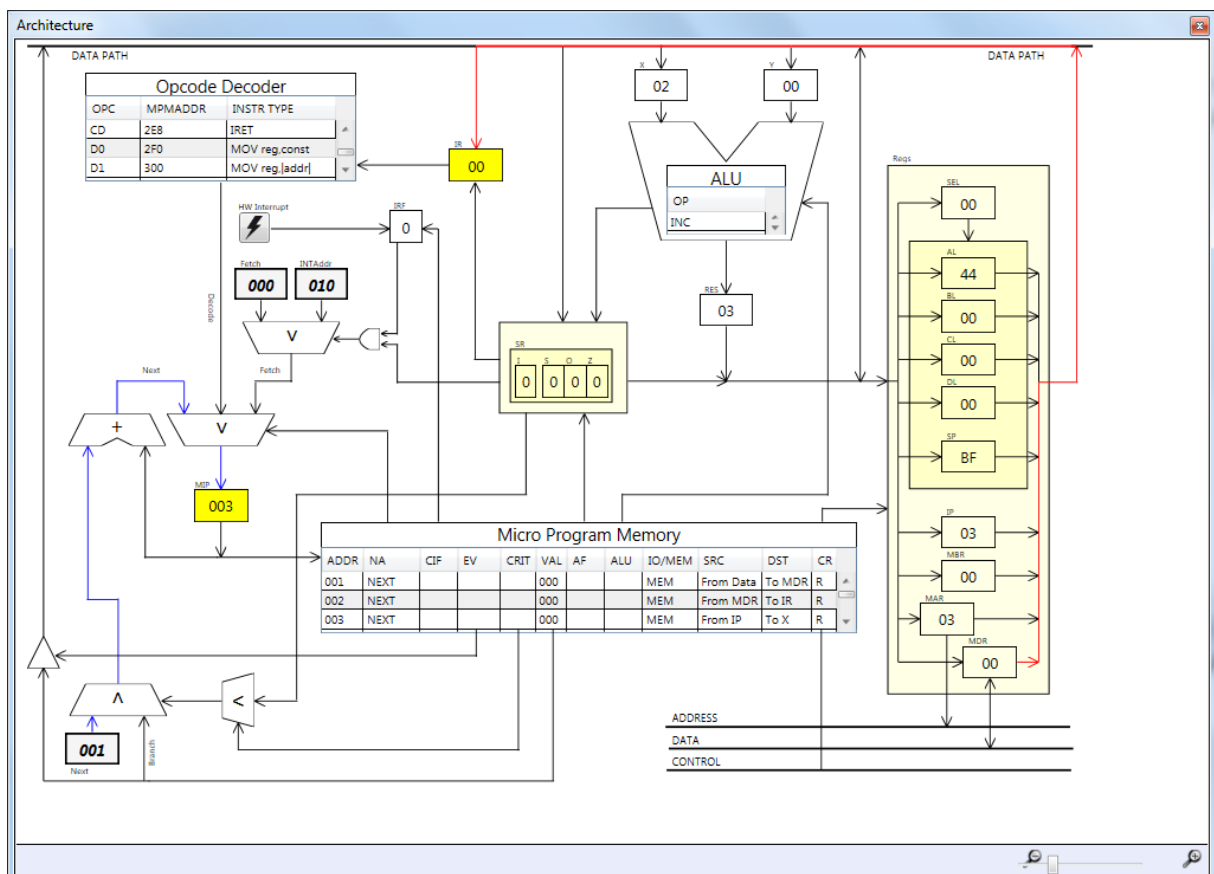 Architecture
DATA PATH
DATA PATH
X
Y
02
00
Opcode Decoder
OPC MPMADDR INSTR TYPE
CD 2E8 IRET
D0 2F0 MOV reg,const
D1 300 MOV reg,|addr|
IR
00
ALU
OP
INC
Regs
SEL
00
HW Interrupt
IRF
0
Fetch
000
INTAddr
010
V
Decode
Fetch
RES
03
AL
44
BL
00
CL
00
DL
00
SP
BF
SR
I S O Z
0 0 0 0
Next
+
V
MIP
003
IP
03
MBR
00
MAR
03
MDR
00
Micro Program Memory
ADDR NA CIF EV CRIT VAL AF ALU IO/MEM SRC DST CR
001 NEXT 000 MEM From Data To MDR R
002 NEXT 000 MEM From MDR To IR R
003 NEXT 000 MEM From IP To X R
Λ
<
001
Next
Branch
ADDRESS
DATA
CONTROL